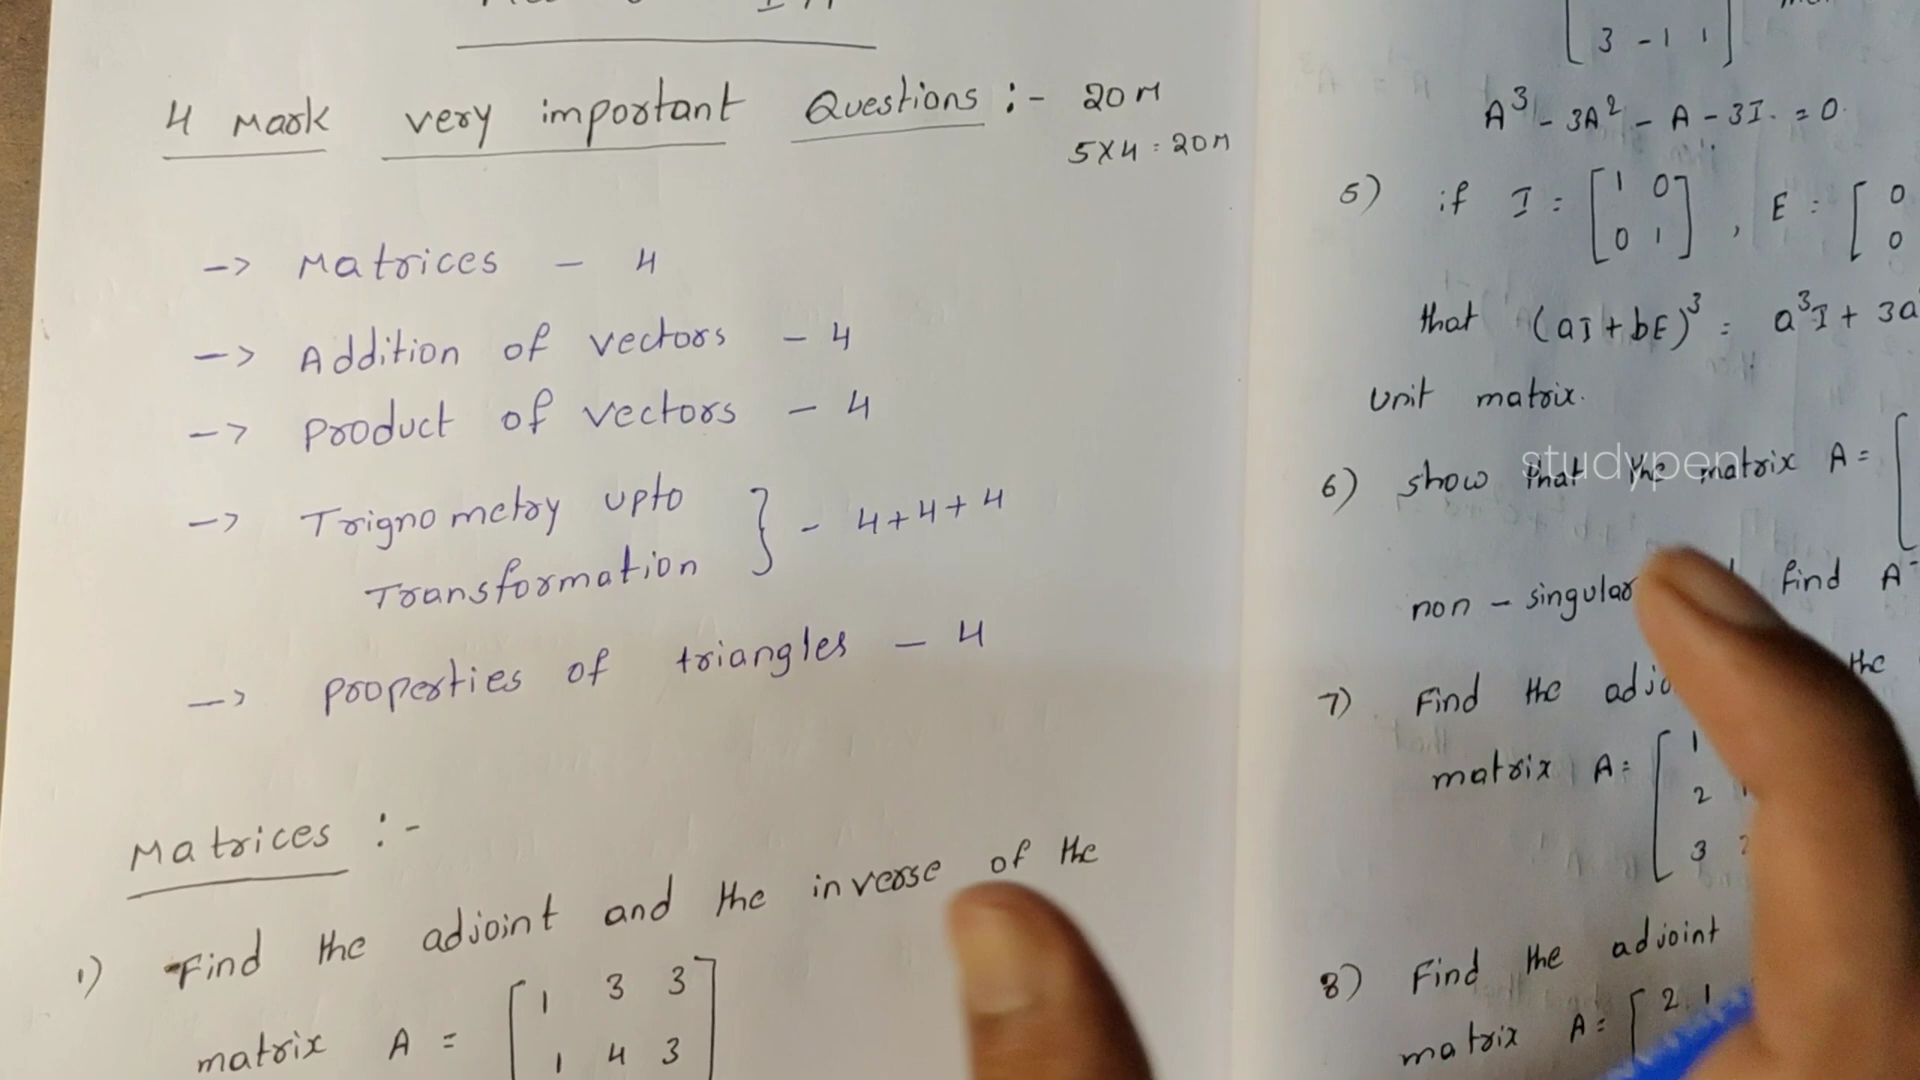 4 Mark very important Questions :- 20M
5X4 = 20M
-> Matrices - 4
-> Addition of vectors - 4
-> product of vectors - 4
-> Trignometry upto
Transformation } - 4+4+4
-> properties of triangles - 4
Matrices :-
1) Find the adjoint and the inverse of the
matrix A = [ 1 3 3 ]
1 4 3
3 -1 1
A³ - 3A² - A - 3I = 0.
5) if I = [ 1 0 ] , E = [ 0
0 1 0
that (aI + bE)³ = a³I + 3a
Unit matrix.
6) show that the matrix A = [
studypen
non - singular find A
7) Find the the
matrix A = [ 1
2
3
8) Find the adjoint
matrix A = [ 2 1